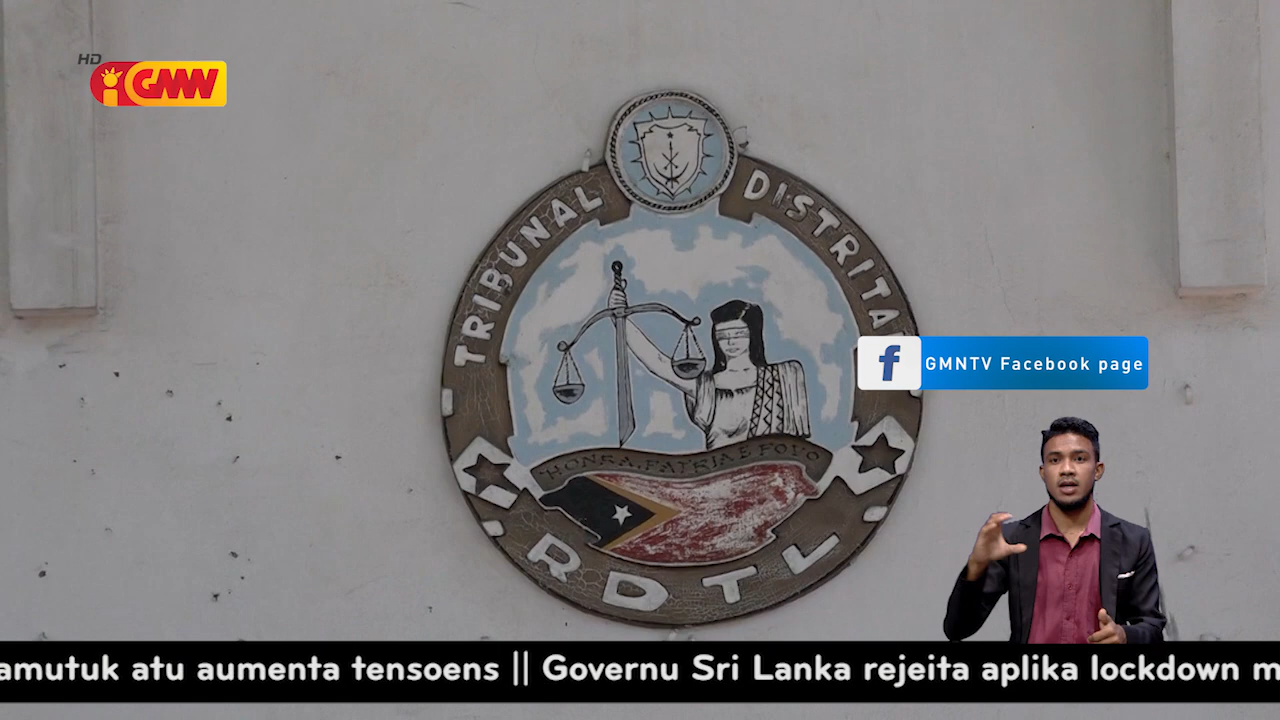 HD
GMN
TRIBUNAL DISTRITAL
GMNTV Facebook page
HONRA, PATRIA E POVO
RDTL
amutuk atu aumenta tensoens || Governu Sri Lanka rejeita aplika lockdown m